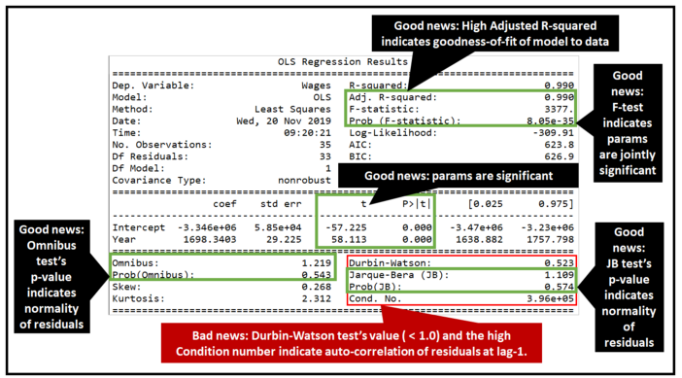 Good news: High Adjusted R-squared
indicates goodness-of-fit of model to data
OLS Regression Results
Dep. Variable: Wages R-squared: 0.990
Model: OLS Adj. R-squared: 0.990
Method: Least Squares F-statistic: 3377.
Date: Wed, 20 Nov 2019 Prob (F-statistic): 8.05e-35
Time: 09:20:21 Log-Likelihood: -309.91
No. Observations: 35 AIC: 623.8
Df Residuals: 33 BIC: 626.9
Df Model: 1
Covariance Type: nonrobust
Good
news:
F-test
indicates
params
are jointly
significant
Good news: params are significant
coef std err t P>|t| [0.025 0.975]
Intercept -3.346e+06 5.85e+04 -57.225 0.000 -3.47e+06 -3.23e+06
Year 1698.3403 29.225 58.113 0.000 1638.882 1757.798
Good news:
Omnibus
test's
p-value
indicates
normality
of residuals
Omnibus: 1.219 Durbin-Watson: 0.523
Prob(Omnibus): 0.543 Jarque-Bera (JB): 1.109
Skew: 0.268 Prob(JB): 0.574
Kurtosis: 2.312 Cond. No. 3.96e+05
Good
news:
JB test's
p-value
indicates
normality
of
residuals
Bad news: Durbin-Watson test's value ( < 1.0) and the high
Condition number indicate auto-correlation of residuals at lag-1.